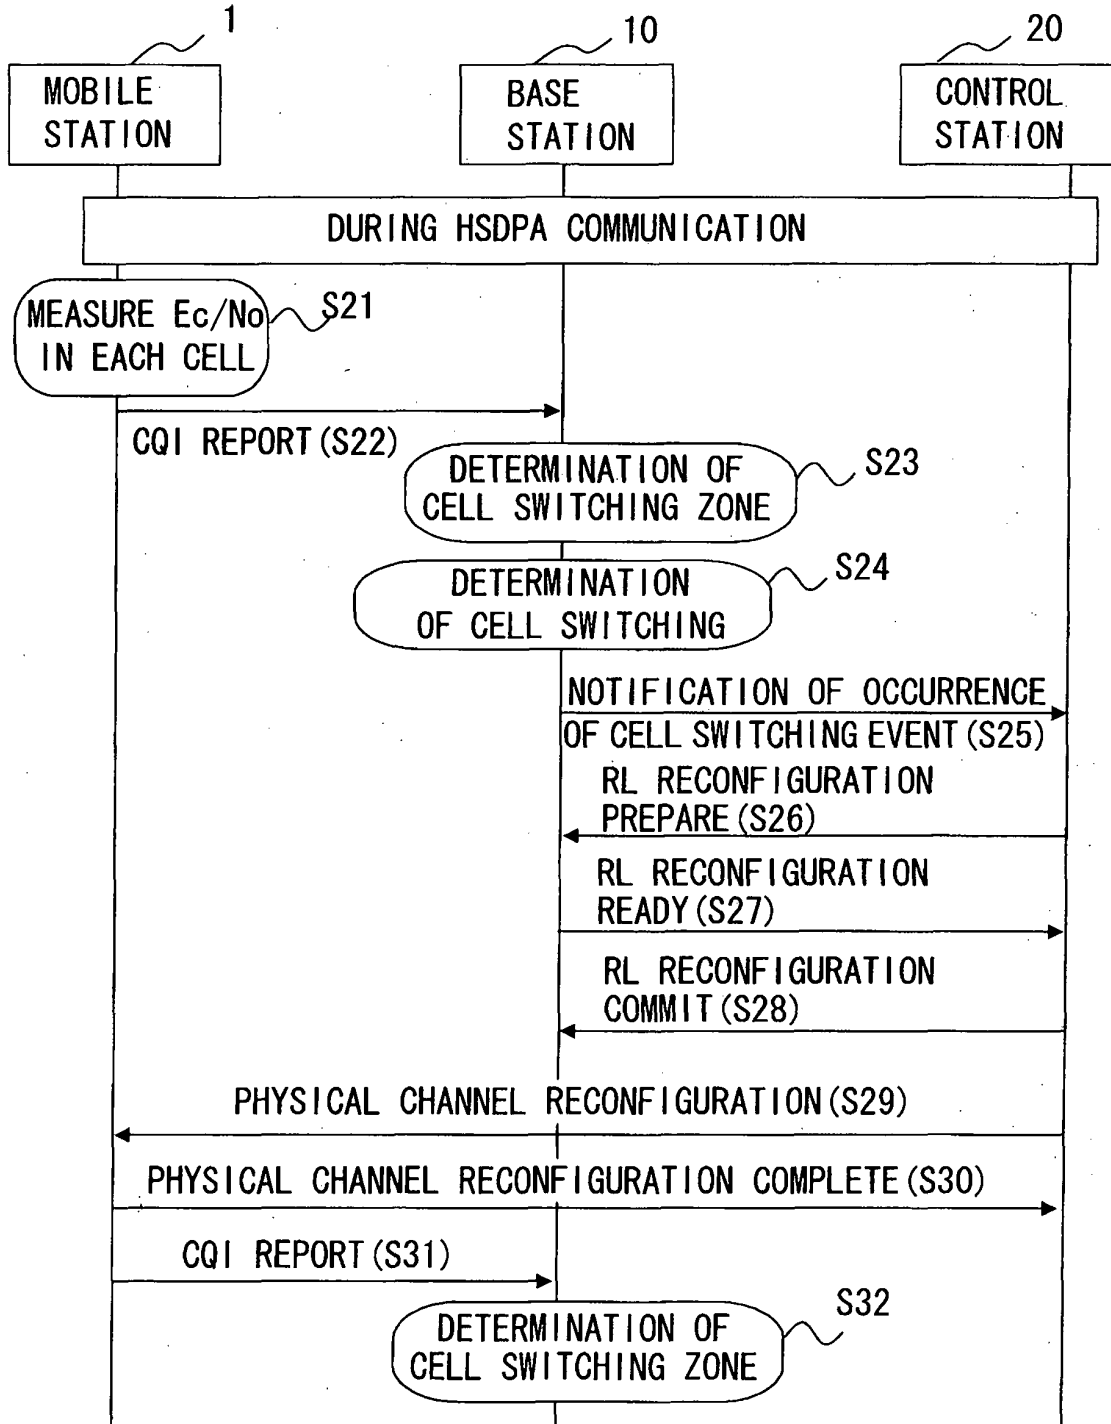 1
10
20
MOBILE
STATION
BASE
STATION
CONTROL
STATION
DURING HSDPA COMMUNICATION
MEASURE Ec/No
IN EACH CELL
S21
CQI REPORT(S22)
DETERMINATION OF
CELL SWITCHING ZONE
S23
DETERMINATION
OF CELL SWITCHING
S24
NOTIFICATION OF OCCURRENCE
OF CELL SWITCHING EVENT(S25)
RL RECONFIGURATION
PREPARE(S26)
RL RECONFIGURATION
READY(S27)
RL RECONFIGURATION
COMMIT(S28)
PHYSICAL CHANNEL RECONFIGURATION(S29)
PHYSICAL CHANNEL RECONFIGURATION COMPLETE(S30)
CQI REPORT(S31)
DETERMINATION OF
CELL SWITCHING ZONE
S32